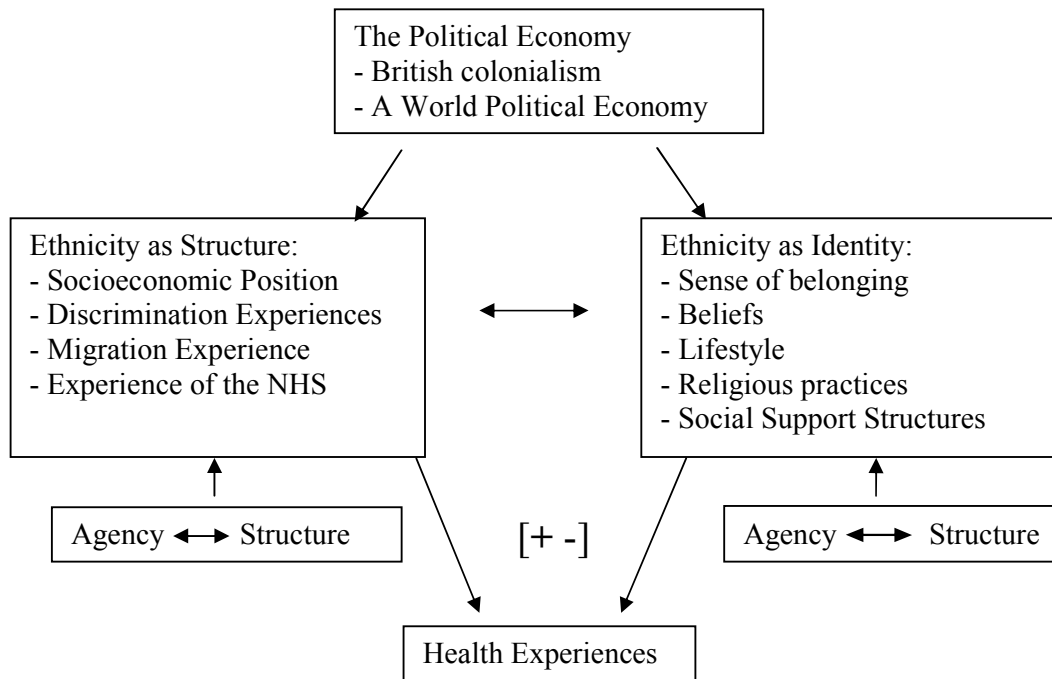 The Political Economy
- British colonialism
- A World Political Economy
Ethnicity as Structure:
- Socioeconomic Position
- Discrimination Experiences
- Migration Experience
- Experience of the NHS
Ethnicity as Identity:
- Sense of belonging
- Beliefs
- Lifestyle
- Religious practices
- Social Support Structures
Agency Structure
[+ -]
Agency Structure
Health Experiences